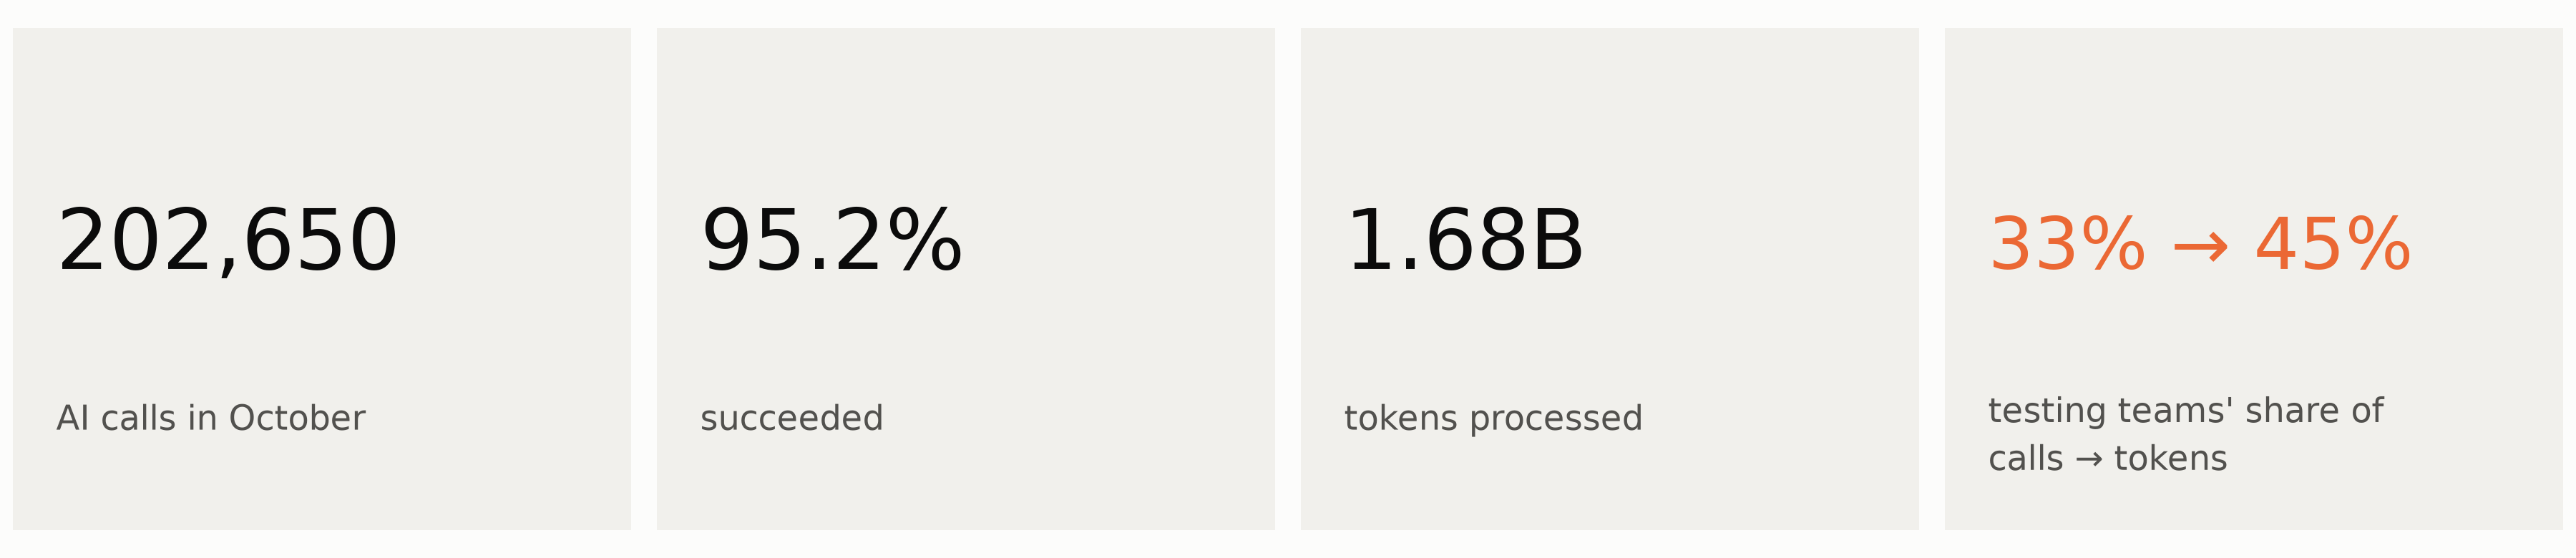 202,650
AI calls in October
95.2%
succeeded
1.68B
tokens processed
33% → 45%
testing teams' share of
calls → tokens